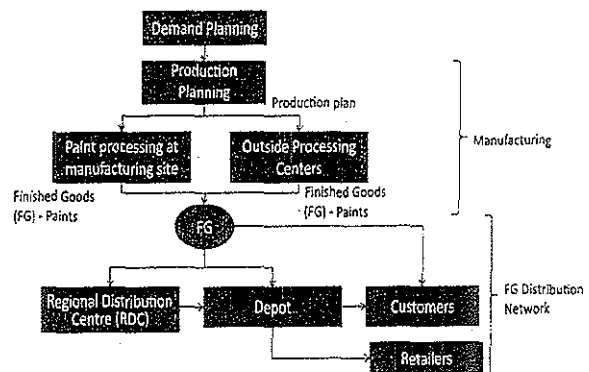 Demand Planning
Production
Planning
Production plan
Paint processing at
manufacturing site
Outside Processing
Centers
Manufacturing
Finished Goods
(FG) - Paints
Finished Goods
(FG) - Paints
FG
Regional Distribution
Centre (RDC)
Depot
Customers
FG Distribution
Network
Retailers